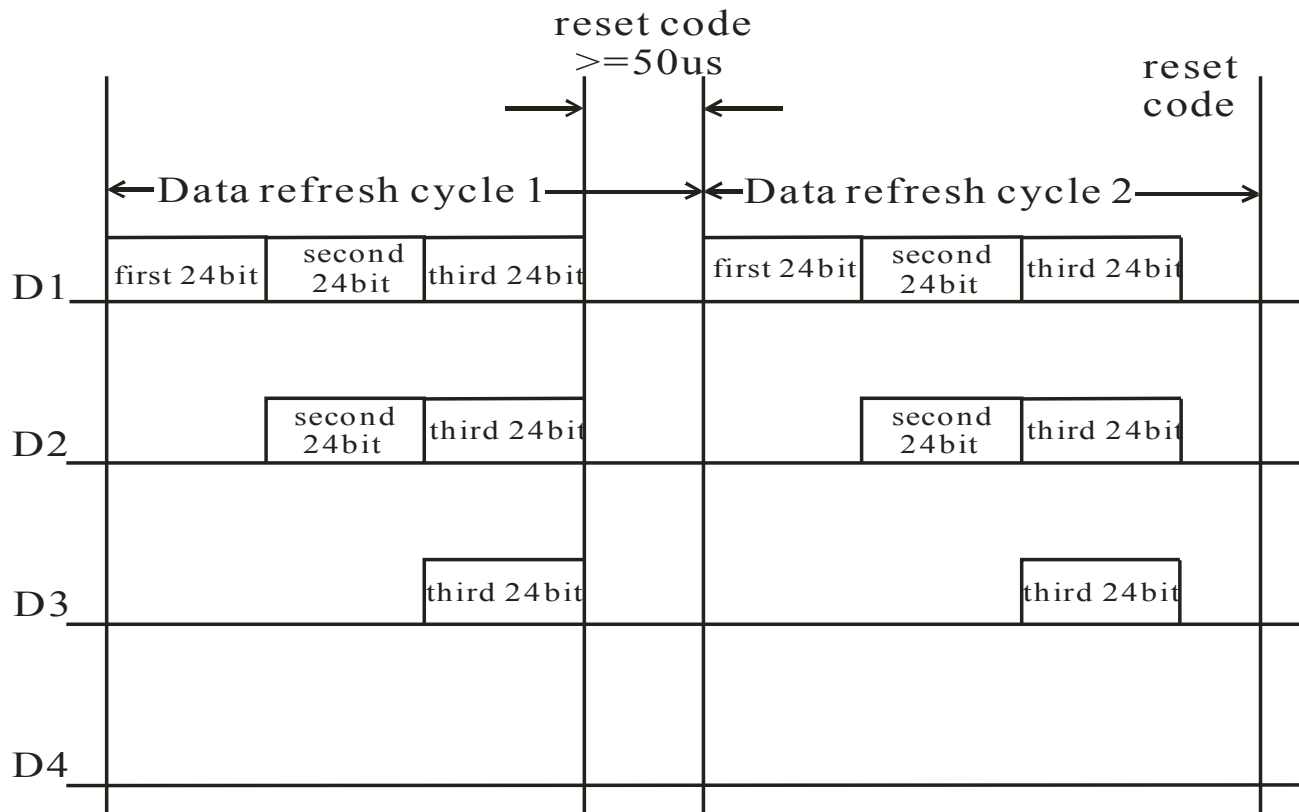 reset code
>=50us
reset
code
Data refresh cycle 1
Data refresh cycle 2
D1
first 24bit
second
24bit
third 24bit
first 24bit
second
24bit
third 24bit
D2
second
24bit
third 24bit
second
24bit
third 24bit
D3
third 24bit
third 24bit
D4